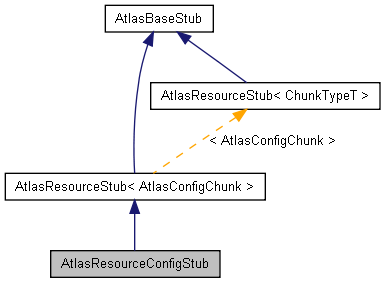 AtlasBaseStub
AtlasResourceStub< ChunkTypeT >
< AtlasConfigChunk >
AtlasResourceStub< AtlasConfigChunk >
AtlasResourceConfigStub